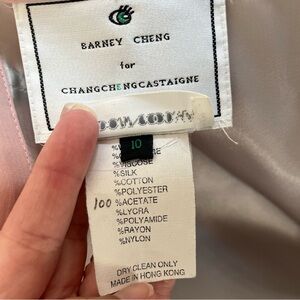 BARNEY CHENG
for
CHANGCHENGCASTAIGNE
10
%VISCOSE
%SILK
%COTTON
%POLYESTER
100 %ACETATE
%LYCRA
%POLYAMIDE
%RAYON
%NYLON
DRY CLEAN ONLY
MADE IN HONG KONG